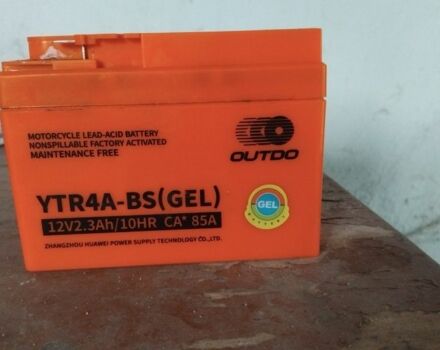 MOTORCYCLE LEAD-ACID BATTERY
NONSPILLABLE FACTORY ACTIVATED
MAINTENANCE FREE
OUTDO
YTR4A-BS(GEL)
12V2.3Ah/10HR CA* 85A
ZHANGZHOU HUAWEI POWER SUPPLY TECHNOLOGY CO.,LTD.
GEL
BATTERY